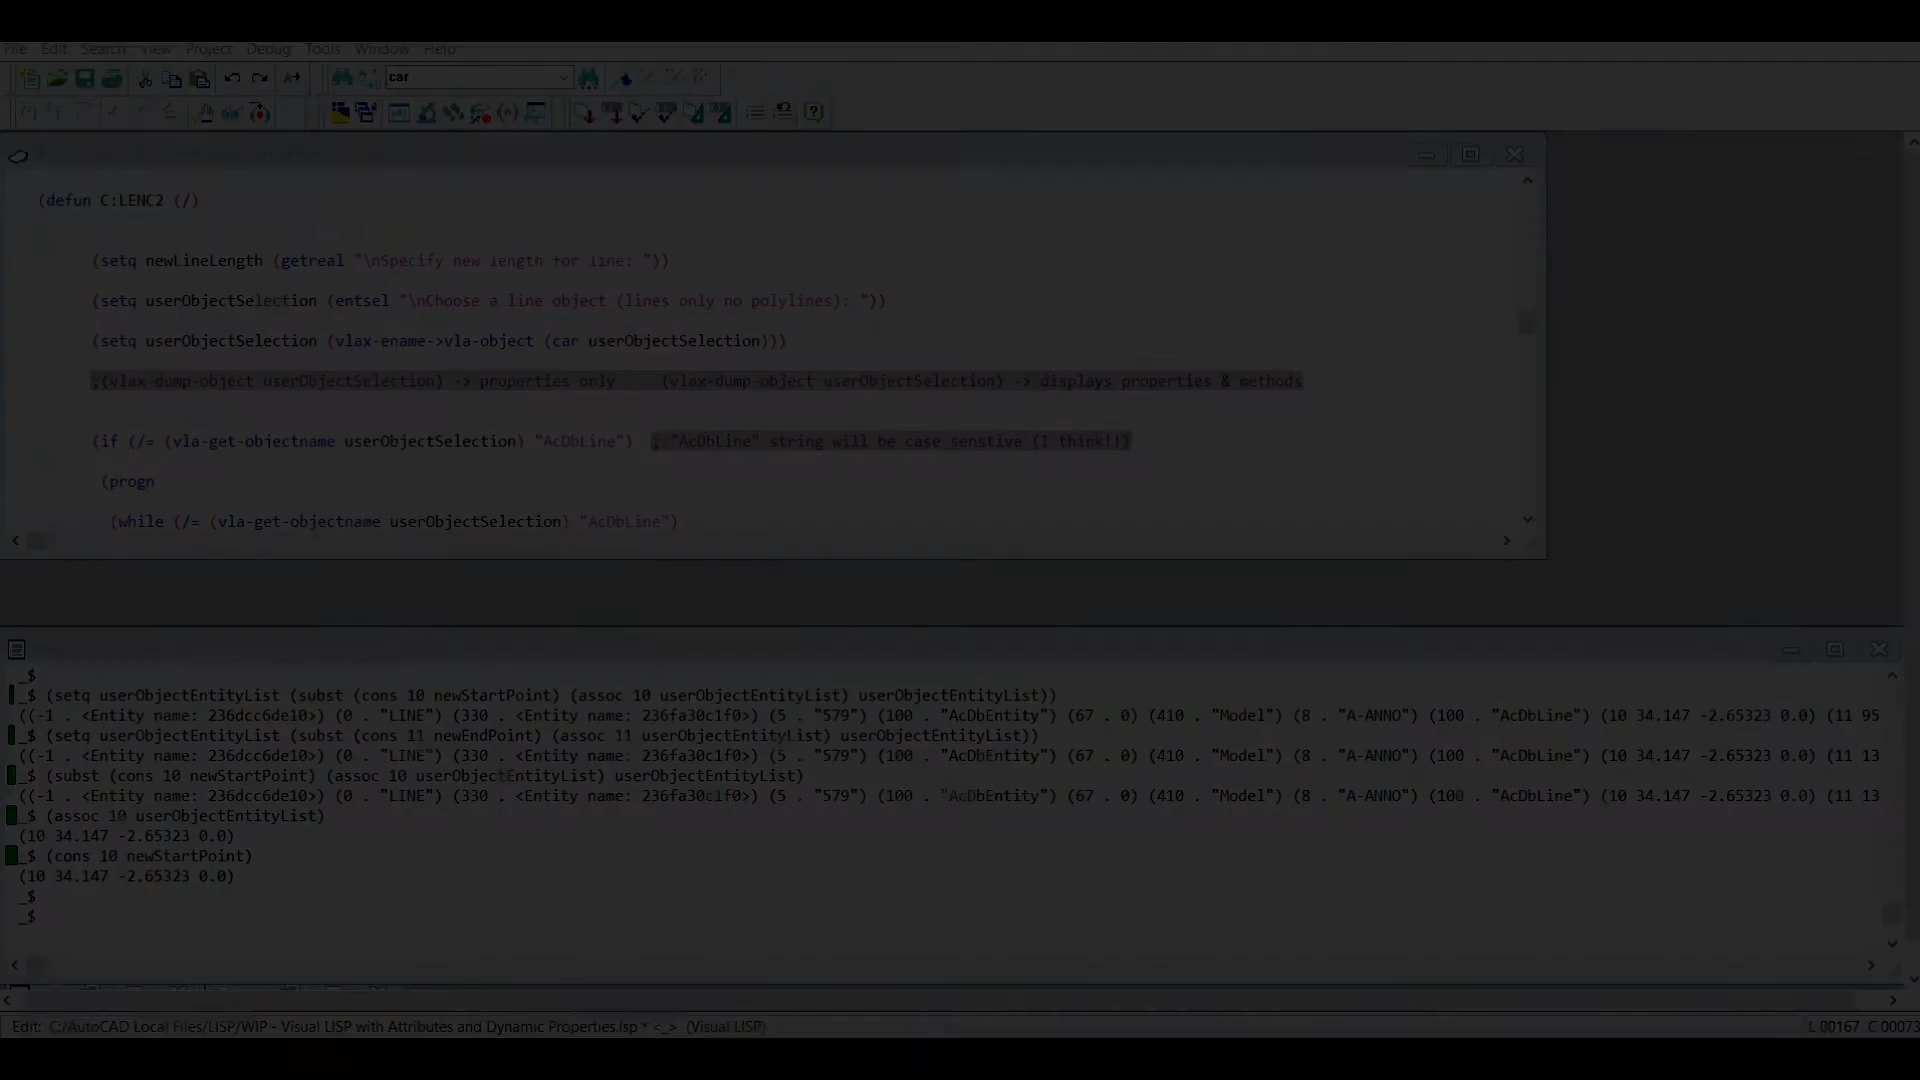 File Edit Search View Project Debug Tools Window Help
car
(defun C:LENC2 (/)
(setq newLineLength (getreal "\nSpecify new length for line: "))
(setq userObjectSelection (entsel "\nChoose a line object (lines only no polylines): "))
(setq userObjectSelection (vlax-ename->vla-object (car userObjectSelection)))
;(vlax-dump-object userObjectSelection) -> properties only (vlax-dump-object userObjectSelection) -> displays properties & methods
(if (/= (vla-get-objectname userObjectSelection) "AcDbLine") ; "AcDbLine" string will be case senstive (I think!!)
(progn
(while (/= (vla-get-objectname userObjectSelection) "AcDbLine")
_$
_$ (setq userObjectEntityList (subst (cons 10 newStartPoint) (assoc 10 userObjectEntityList) userObjectEntityList))
((-1 . <Entity name: 236dcc6de10>) (0 . "LINE") (330 . <Entity name: 236fa30c1f0>) (5 . "579") (100 . "AcDbEntity") (67 . 0) (410 . "Model") (8 . "A-ANNO") (100 . "AcDbLine") (10 34.147 -2.65323 0.0) (11 95
_$ (setq userObjectEntityList (subst (cons 11 newEndPoint) (assoc 11 userObjectEntityList) userObjectEntityList))
((-1 . <Entity name: 236dcc6de10>) (0 . "LINE") (330 . <Entity name: 236fa30c1f0>) (5 . "579") (100 . "AcDbEntity") (67 . 0) (410 . "Model") (8 . "A-ANNO") (100 . "AcDbLine") (10 34.147 -2.65323 0.0) (11 13
_$ (subst (cons 10 newStartPoint) (assoc 10 userObjectEntityList) userObjectEntityList)
((-1 . <Entity name: 236dcc6de10>) (0 . "LINE") (330 . <Entity name: 236fa30c1f0>) (5 . "579") (100 . "AcDbEntity") (67 . 0) (410 . "Model") (8 . "A-ANNO") (100 . "AcDbLine") (10 34.147 -2.65323 0.0) (11 13
_$ (assoc 10 userObjectEntityList)
(10 34.147 -2.65323 0.0)
_$ (cons 10 newStartPoint)
(10 34.147 -2.65323 0.0)
_$
_$
Edit: C:/AutoCAD Local Files/LISP/WIP - Visual LISP with Attributes and Dynamic Properties.lsp * <_> (Visual LISP)
L 00167 C 00073